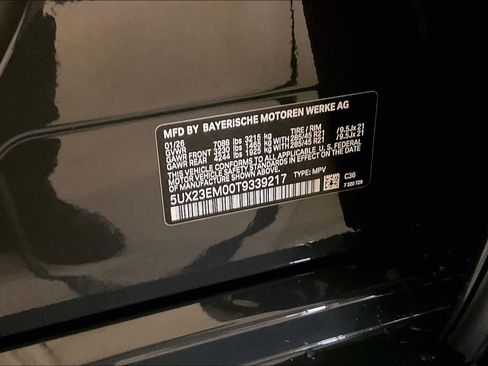 MFD BY BAYERISCHE MOTOREN WERKE AG
01/26 TIRE / RIM
GVWR 7088 lbs 3215 kg
GAWR FRONT 3230 lbs 1465 kg 285/45 R21 /9.5Jx21
GAWR REAR 4244 lbs 1925 kg 285/45 R21 /9.5Jx21
THIS VEHICLE CONFORMS TO ALL APPLICABLE U.S. FEDERAL
MOTOR VEHICLE SAFETY STANDARDS IN EFFECT ON THE
DATE OF MANUFACTURE SHOWN ABOVE.
5UX23EM00T9339217 TYPE: MPV
C36
7 320 729